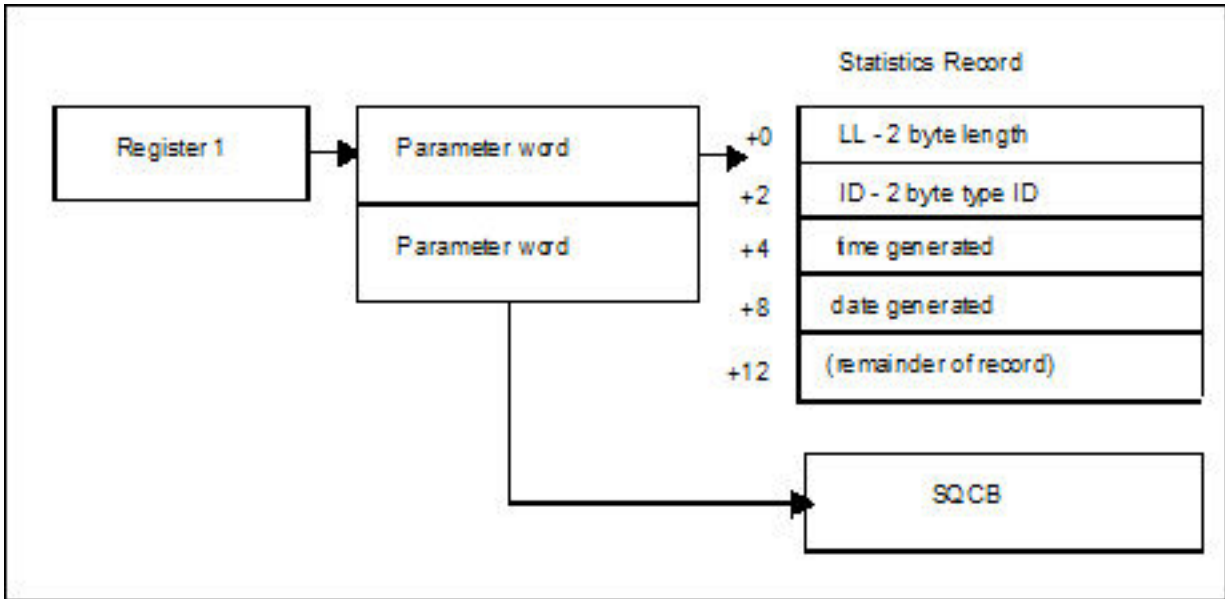 Statistics Record
Register 1
Parameter word
+0
LL - 2 byte length
+2
ID - 2 byte type ID
Parameter word
+4
time generated
+8
date generated
+12
(remainder of record)
SQCB